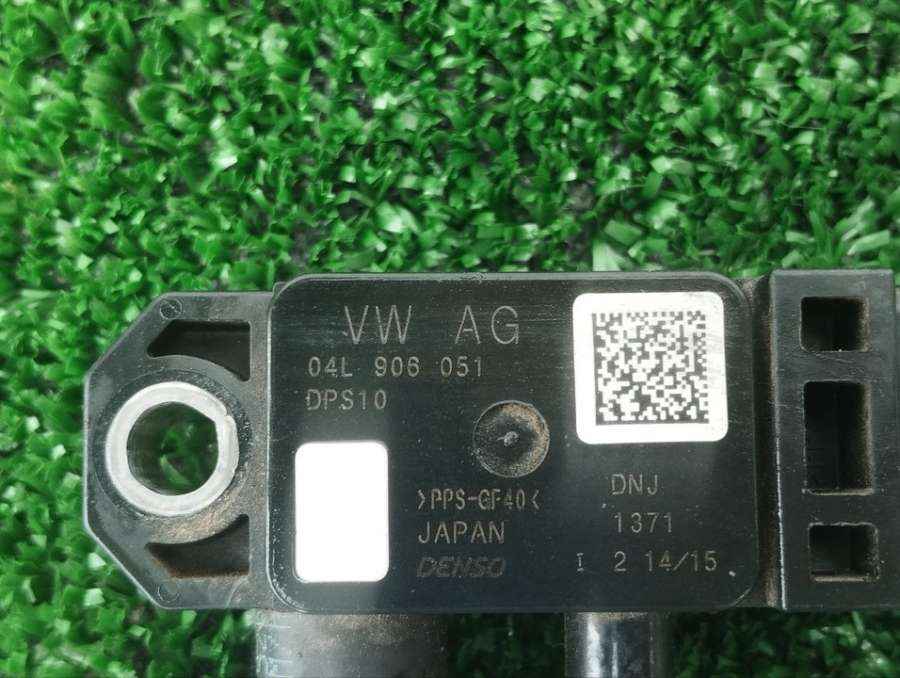 VW AG
04L 906 051
DPS10
>PPS-GF40<
JAPAN
DENSO
DNJ
1371
I 2 14/15